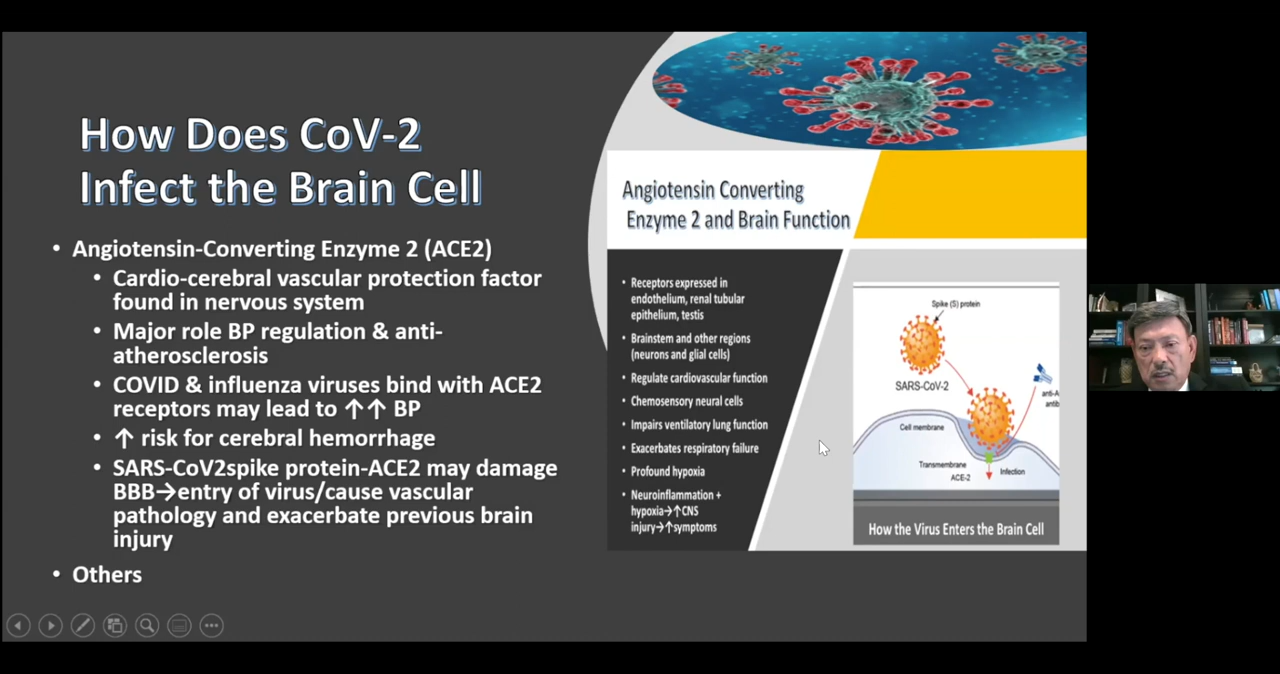 How Does CoV-2
Infect the Brain Cell
• Angiotensin-Converting Enzyme 2 (ACE2)
• Cardio-cerebral vascular protection factor
found in nervous system
• Major role BP regulation & anti-
atherosclerosis
• COVID & influenza viruses bind with ACE2
receptors may lead to ↑↑ BP
• ↑ risk for cerebral hemorrhage
• SARS-CoV2spike protein-ACE2 may damage
BBB→entry of virus/cause vascular
pathology and exacerbate previous brain
injury
• Others
Angiotensin Converting
Enzyme 2 and Brain Function
• Receptors expressed in
endothelium, renal tubular
epithelium, testis
• Brainstem and other regions
(neurons and glial cells)
• Regulate cardiovascular function
• Chemosensory neural cells
• Impairs ventilatory lung function
• Exacerbates respiratory failure
• Profound hypoxia
• Neuroinflammation +
hypoxia→↑CNS
injury→↑symptoms
Spike (S) protein
SARS-CoV-2
anti-A
antib
Cell membrane
Transmembrane
ACE-2
Infection
How the Virus Enters the Brain Cell